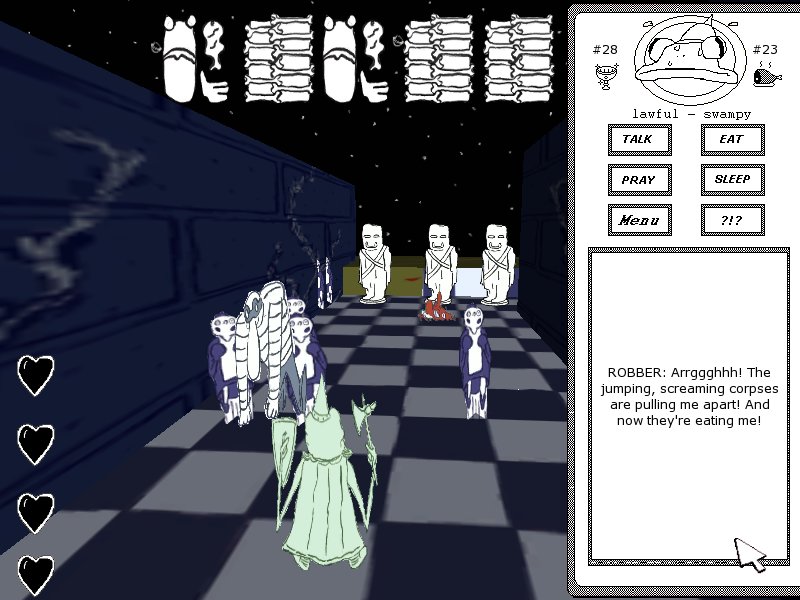 #28
#23
lawful - swampy
TALK
EAT
PRAY
SLEEP
Menu
?!?
ROBBER: Arrggghhh! The
jumping, screaming corpses
are pulling me apart! And
now they're eating me!